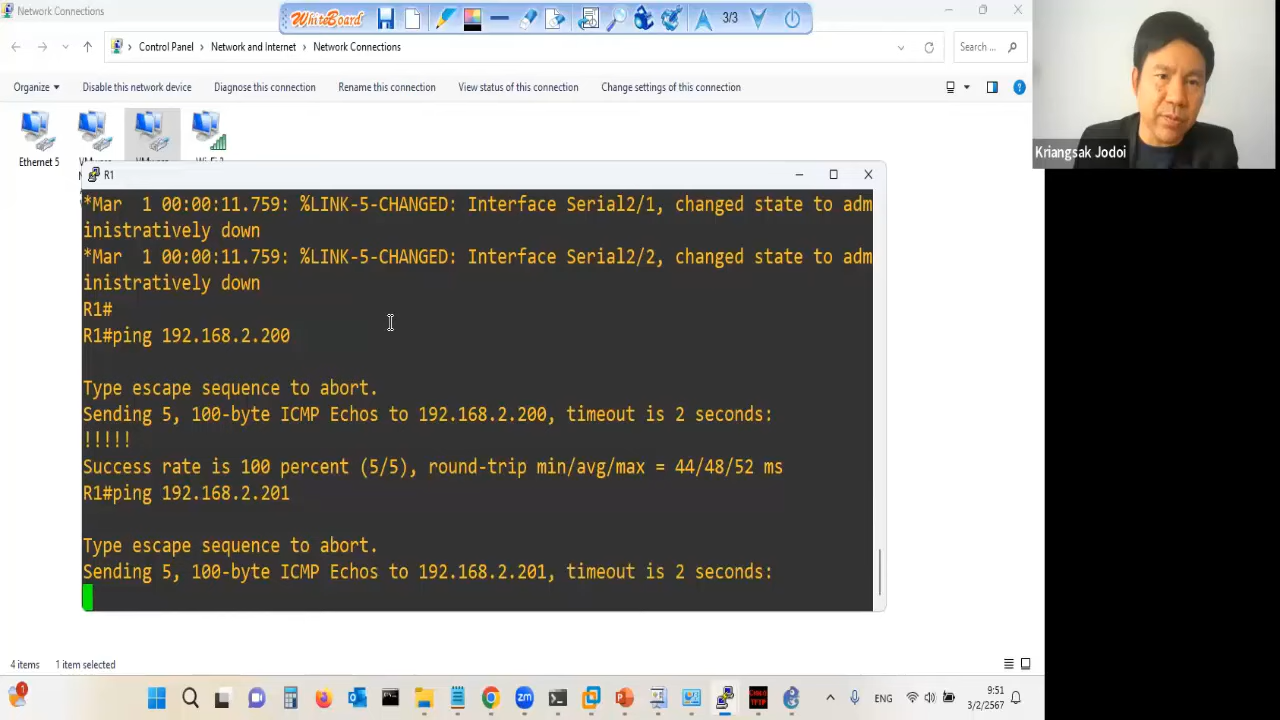 Network Connections
WhiteBoard
3/3
Control Panel
Network and Internet
Network Connections
Search ...
Kriangsak Jodoi
Organize
Disable this network device
Diagnose this connection
Rename this connection
View status of this connection
Change settings of this connection
Ethernet 5
R1
*Mar  1 00:00:11.759: %LINK-5-CHANGED: Interface Serial2/1, changed state to adm
inistratively down
*Mar  1 00:00:11.759: %LINK-5-CHANGED: Interface Serial2/2, changed state to adm
inistratively down
R1#
R1#ping 192.168.2.200
Type escape sequence to abort.
Sending 5, 100-byte ICMP Echos to 192.168.2.200, timeout is 2 seconds:
!!!!!
Success rate is 100 percent (5/5), round-trip min/avg/max = 44/48/52 ms
R1#ping 192.168.2.201
Type escape sequence to abort.
Sending 5, 100-byte ICMP Echos to 192.168.2.201, timeout is 2 seconds:
4 items
1 item selected
1
zm
ENG
9:51
3/2/2567